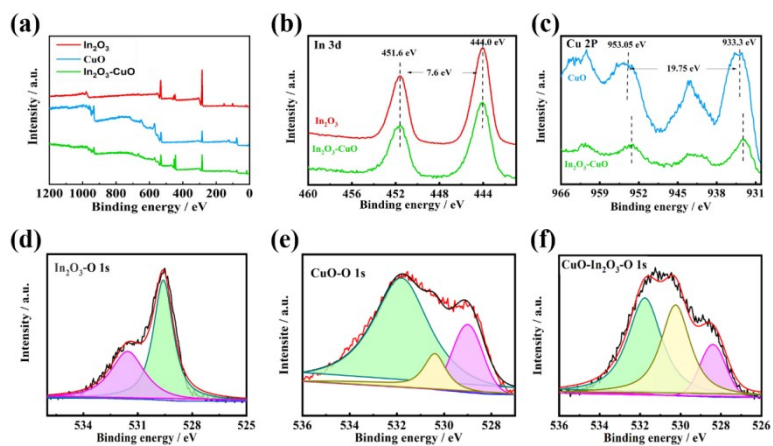 (a)
In₂O₃
CuO
In₂O₃-CuO
Intensity / a.u.
1200 1000 800 600 400 200 0
Binding energy / eV
(b)
In 3d
451.6 eV
444.0 eV
7.6 eV
In₂O₃
In₂O₃-CuO
Intensity / a.u.
460 456 452 448 444
Binding energy / eV
(c)
Cu 2P
953.05 eV
933.3 eV
19.75 eV
CuO
In₂O₃-CuO
Intensity / a.u.
966 959 952 945 938 931
Binding energy / eV
(d)
In₂O₃-O 1s
Intensity / a.u.
534 531 528 525
Binding energy / eV
(e)
CuO-O 1s
Intensite / a.u.
536 534 532 530 528
Binding energy / eV
(f)
CuO-In₂O₃-O 1s
Intensity / a.u.
536 534 532 530 528 526
Binding energy / eV